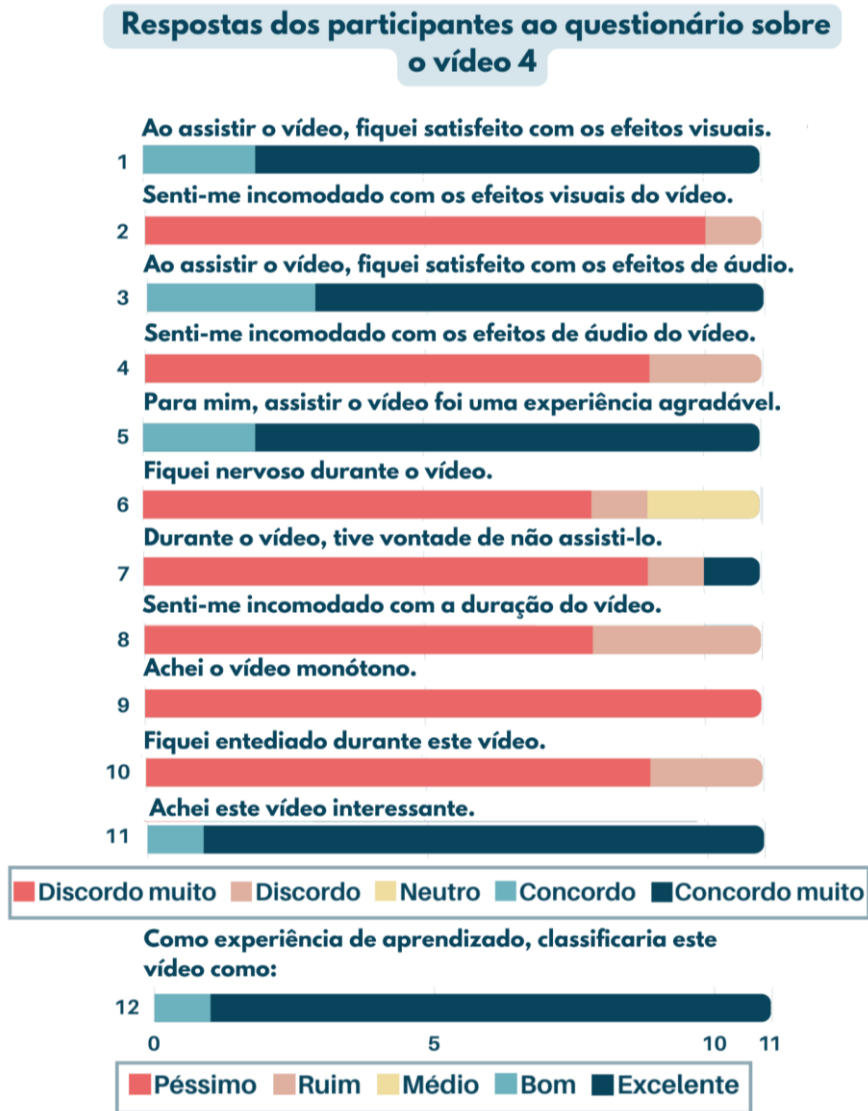 Respostas dos participantes ao questionário sobre
o vídeo 4
Ao assistir o vídeo, fiquei satisfeito com os efeitos visuais.
1
Senti-me incomodado com os efeitos visuais do vídeo.
2
Ao assistir o vídeo, fiquei satisfeito com os efeitos de áudio.
3
Senti-me incomodado com os efeitos de áudio do vídeo.
4
Para mim, assistir o vídeo foi uma experiência agradável.
5
Fiquei nervoso durante o vídeo.
6
Durante o vídeo, tive vontade de não assisti-lo.
7
Senti-me incomodado com a duração do vídeo.
8
Achei o vídeo monótono.
9
Fiquei entediado durante este vídeo.
10
Achei este vídeo interessante.
11
Discordo muito Discordo Neutro Concordo Concordo muito
Como experiência de aprendizado, classificaria este
vídeo como:
12
0 5 10 11
Péssimo Ruim Médio Bom Excelente